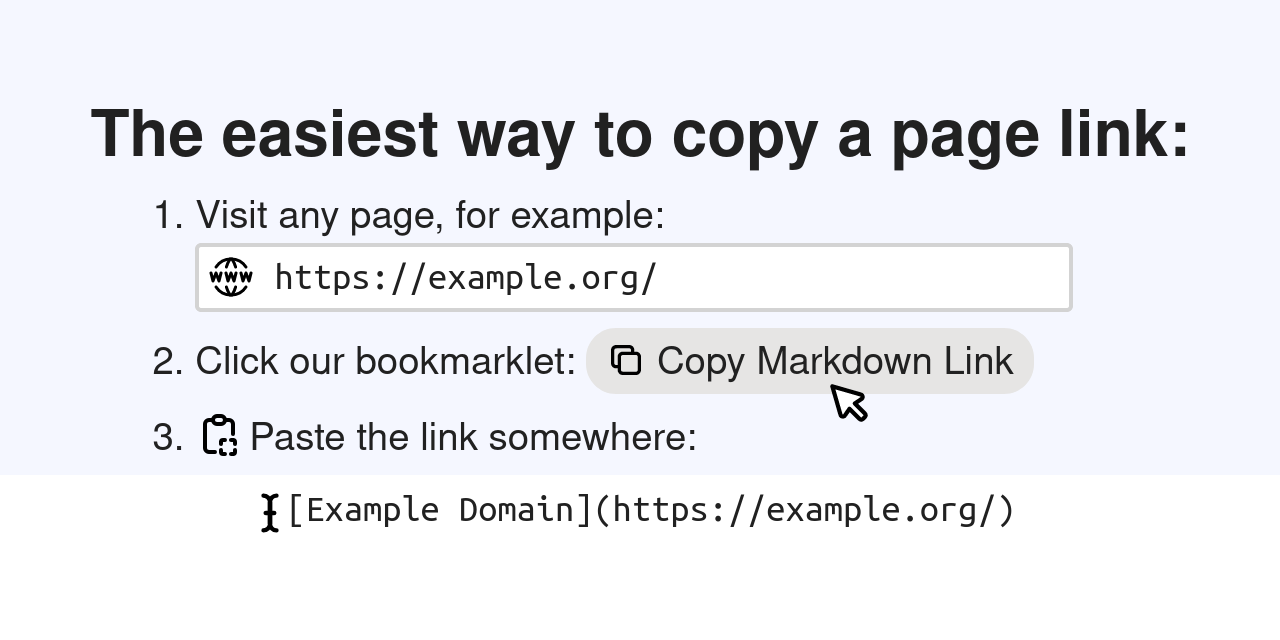 The easiest way to copy a page link:
1. Visit any page, for example:
www https://example.org/
2. Click our bookmarklet: Copy Markdown Link
3. Paste the link somewhere:
[Example Domain](https://example.org/)